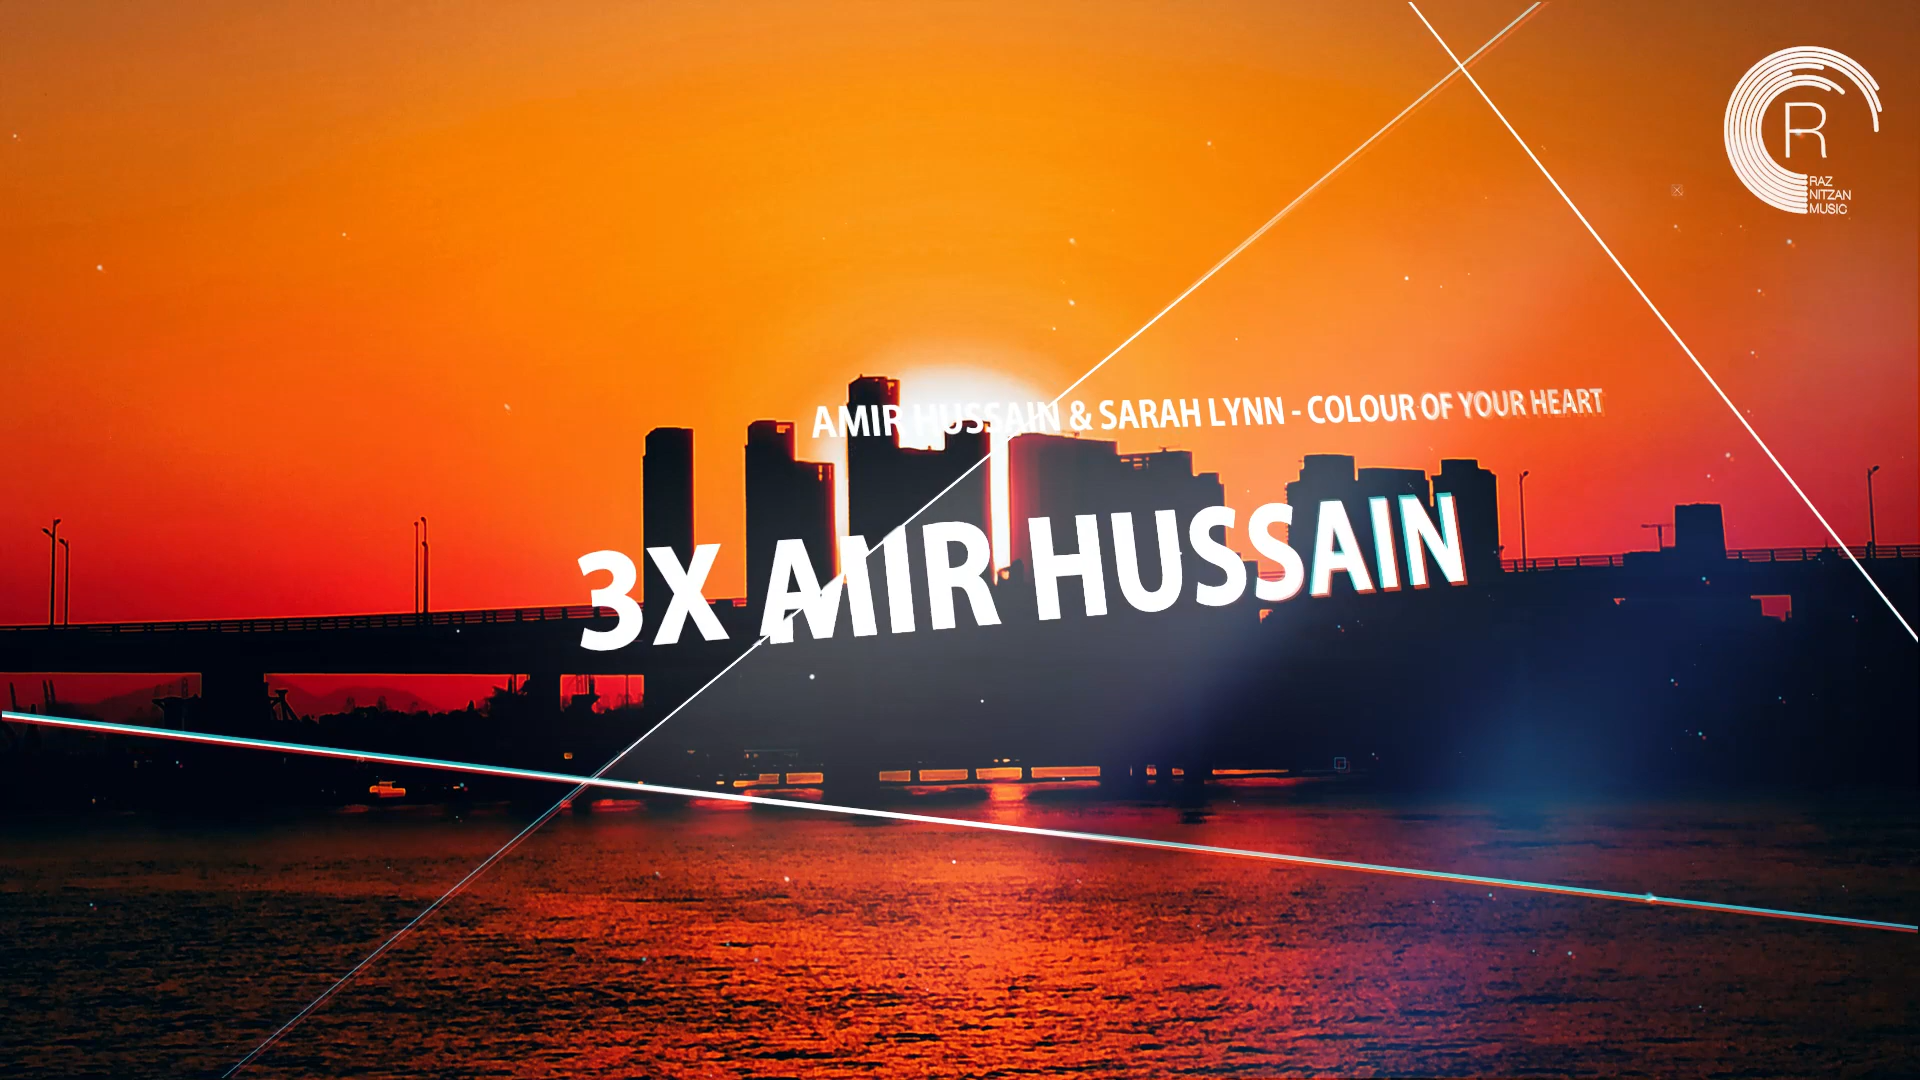 R
RAZ
NITZAN
MUSIC
AMIR HUSSAIN & SARAH LYNN - COLOUR OF YOUR HEART
3X AMIR HUSSAIN